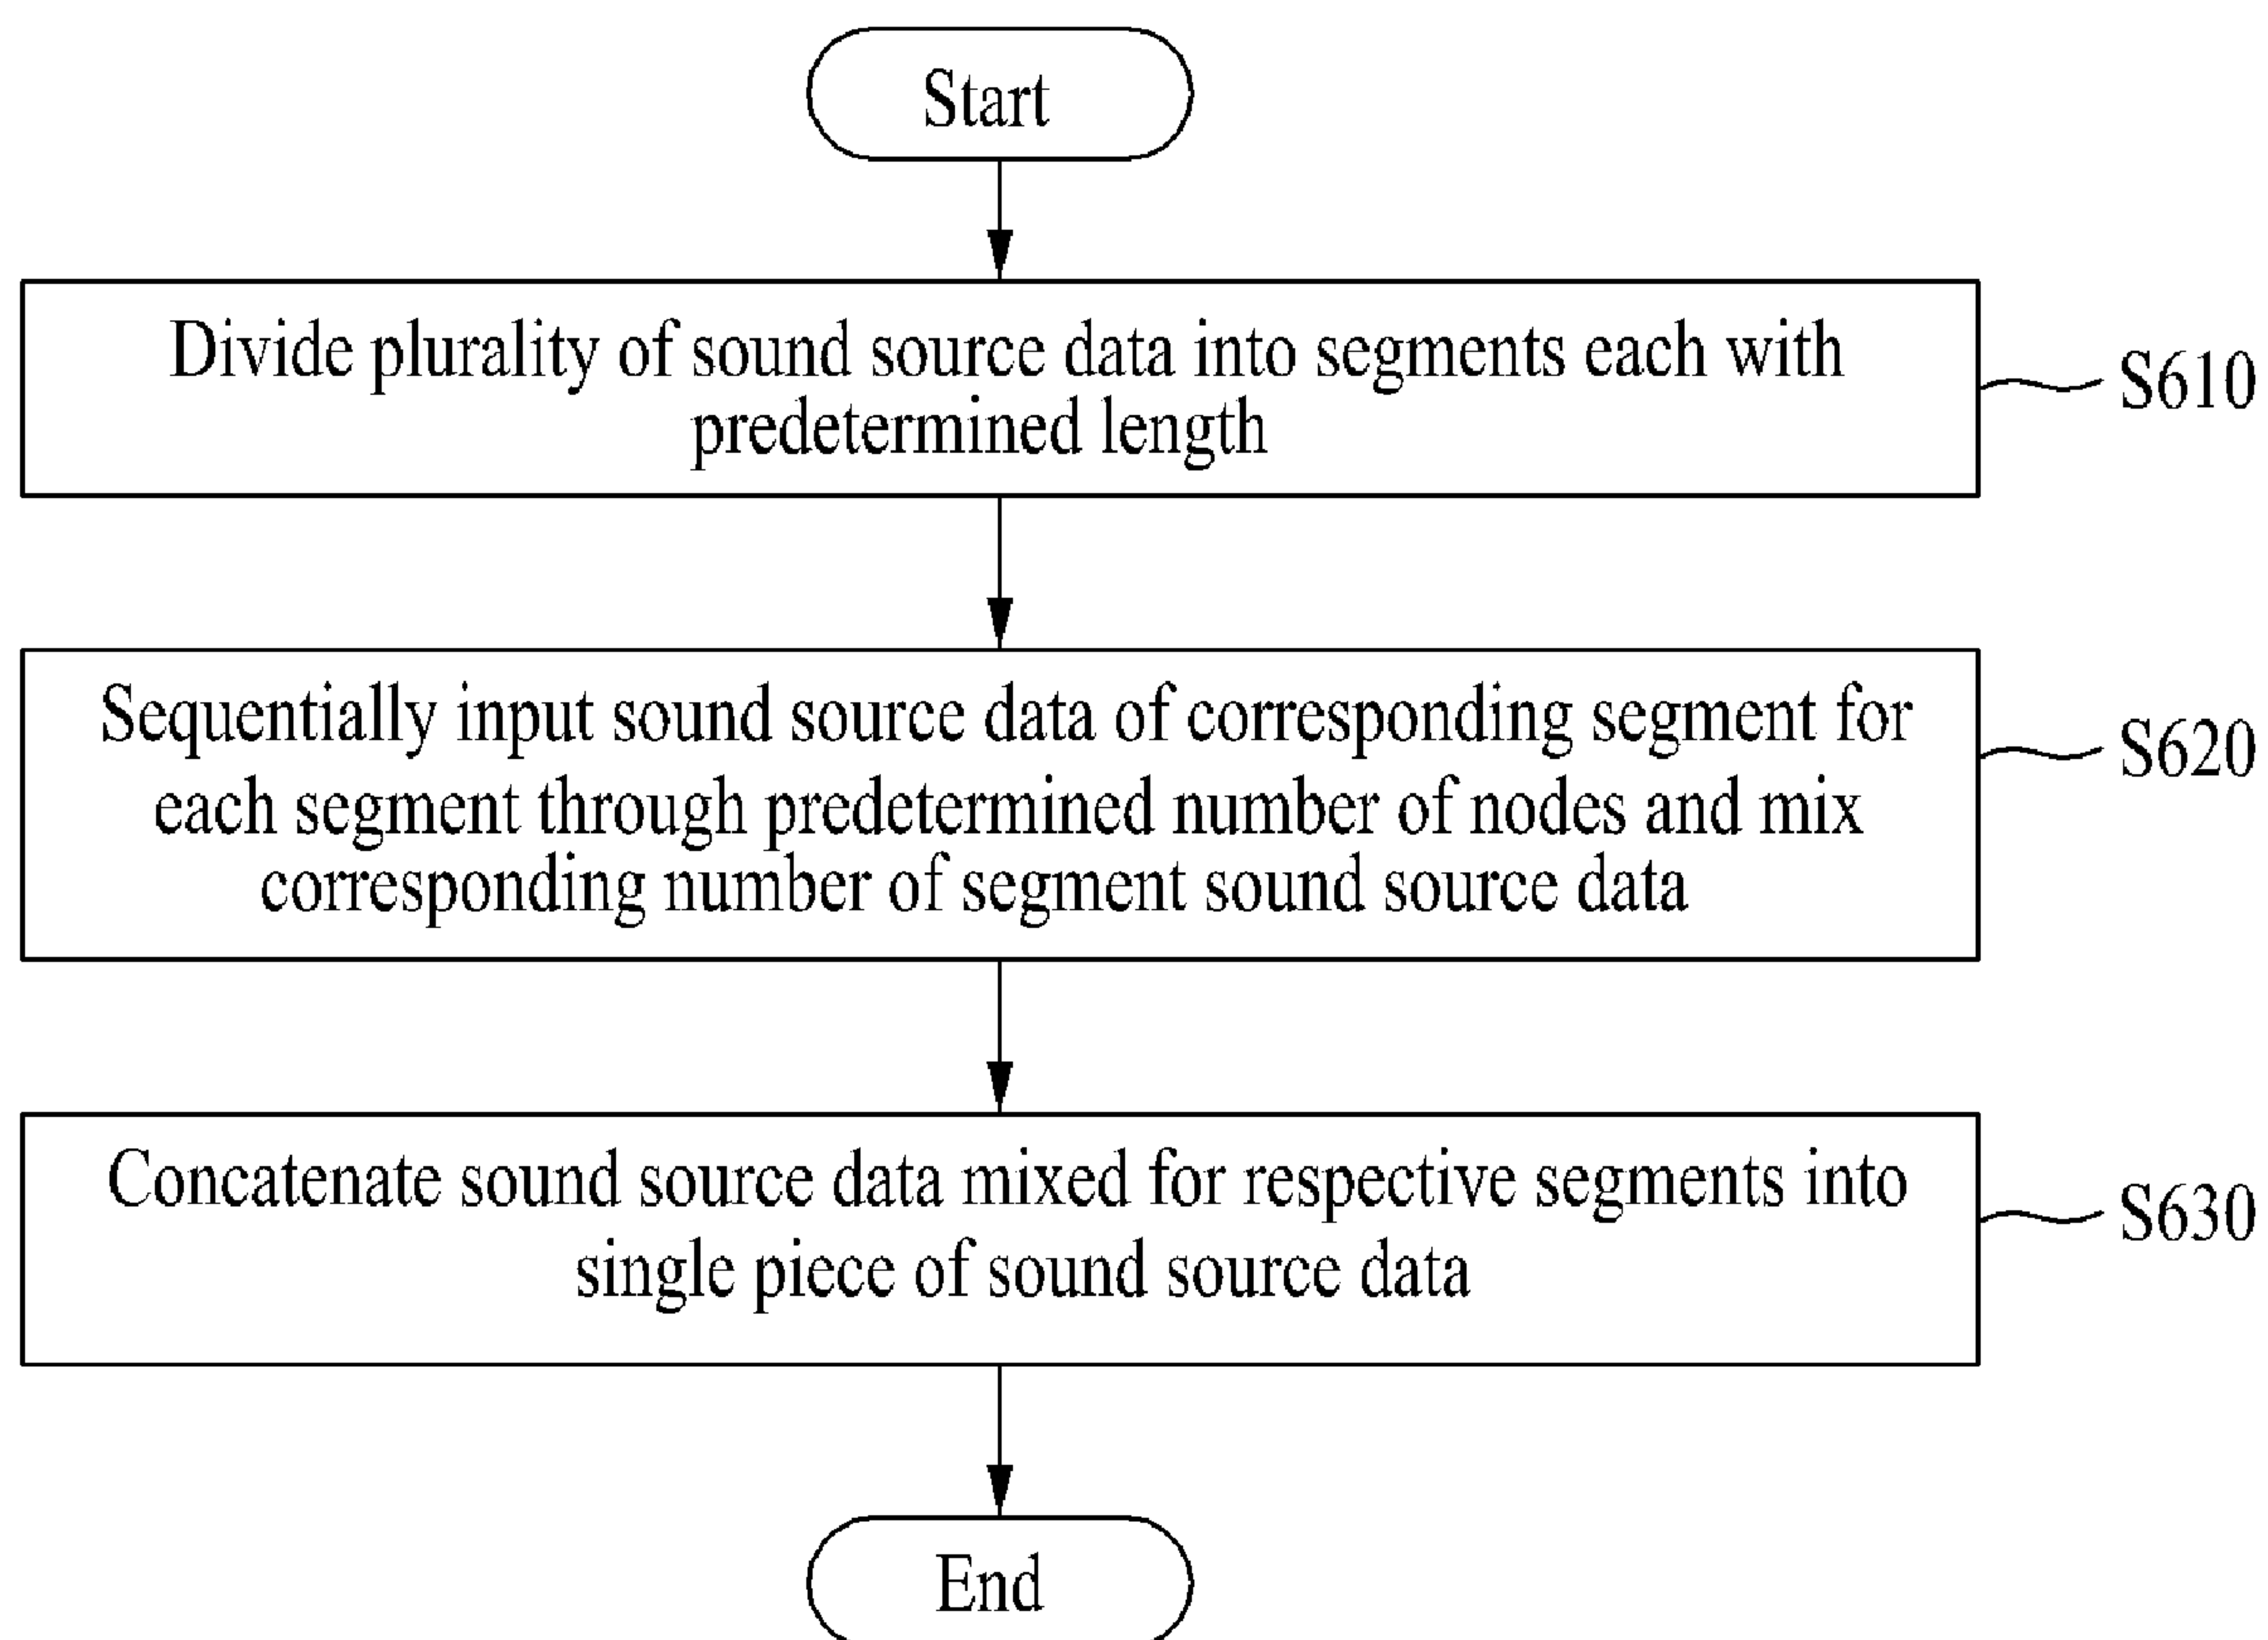 Start
Divide plurality of sound source data into segments each with
predetermined length
S610
Sequentially input sound source data of corresponding segment for
each segment through predetermined number of nodes and mix
corresponding number of segment sound source data
S620
Concatenate sound source data mixed for respective segments into
single piece of sound source data
S630
End